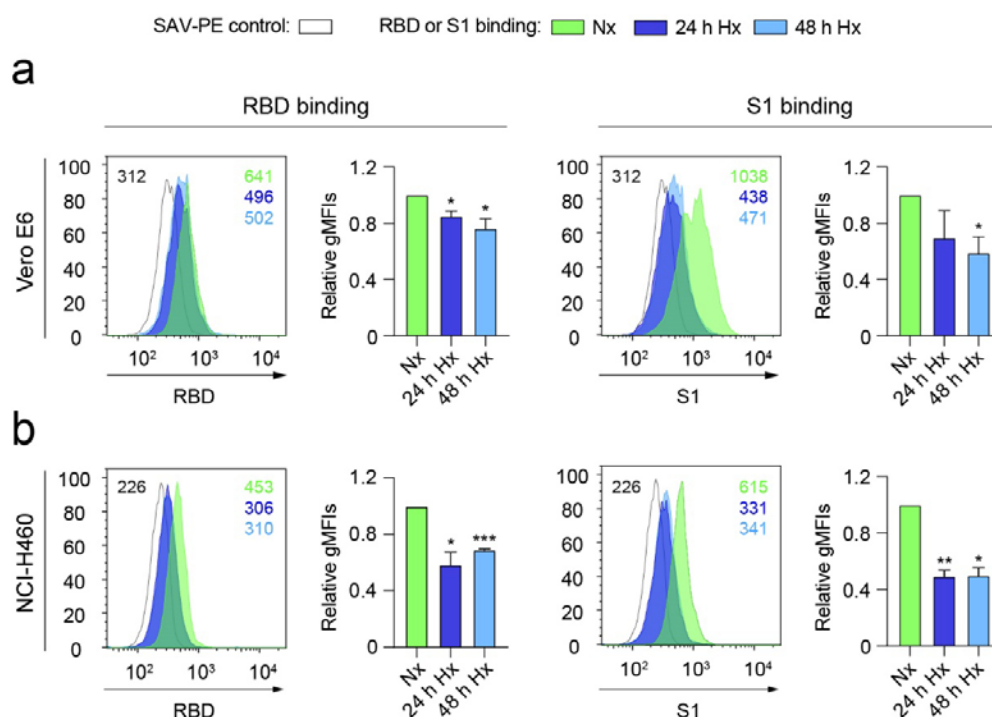 SAV-PE control: RBD or S1 binding: Nx 24 h Hx 48 h Hx
a
RBD binding S1 binding
Vero E6
100
80
60
40
20
0
312
641
496
502
10² 10³ 10⁴
RBD
Relative gMFIs
1.2
0.8
0.4
0
* *
Nx 24 h Hx 48 h Hx
100
80
60
40
20
0
312
1038
438
471
10² 10³ 10⁴
S1
Relative gMFIs
1.2
0.8
0.4
0
*
Nx 24 h Hx 48 h Hx
b
NCI-H460
100
80
60
40
20
0
226
453
306
310
10² 10³ 10⁴
RBD
Relative gMFIs
1.2
0.8
0.4
0
* ***
Nx 24 h Hx 48 h Hx
100
80
60
40
20
0
226
615
331
341
10² 10³ 10⁴
S1
Relative gMFIs
1.2
0.8
0.4
0
** *
Nx 24 h Hx 48 h Hx